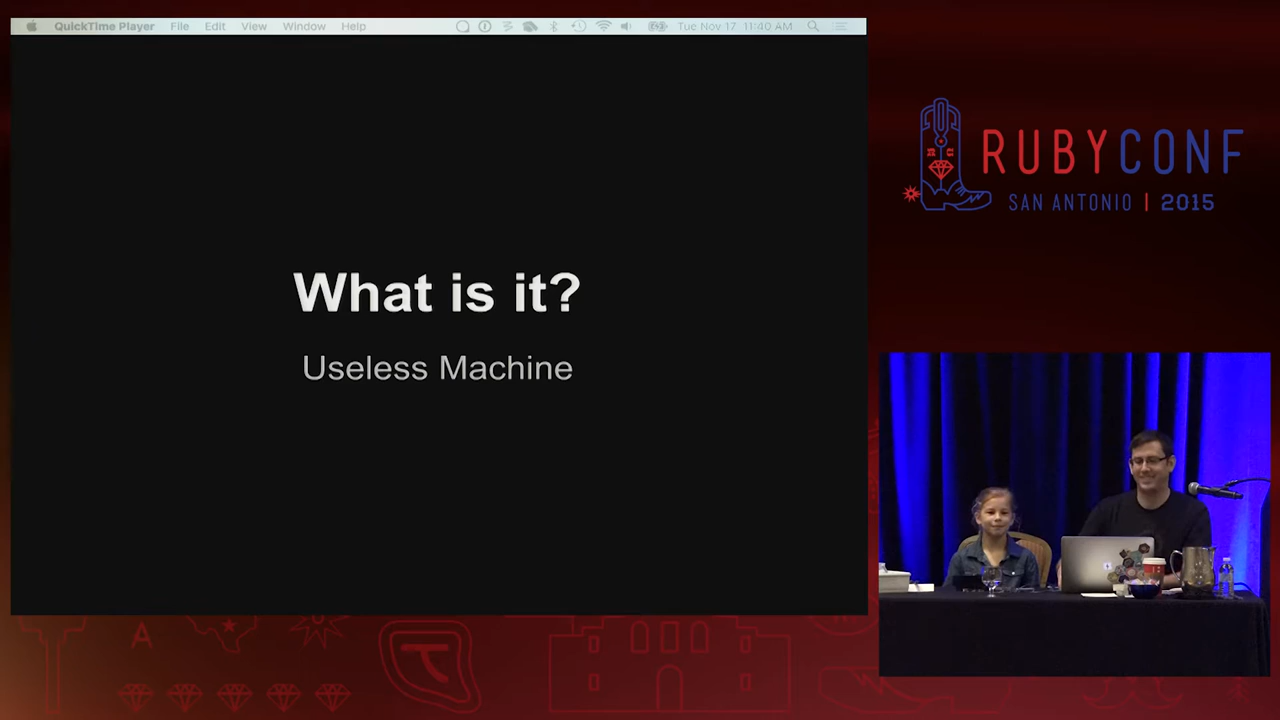 QuickTime Player File Edit View Window Help Tue Nov 17 11:40 AM
What is it?
Useless Machine
RUBYCONF
SAN ANTONIO | 2015
A